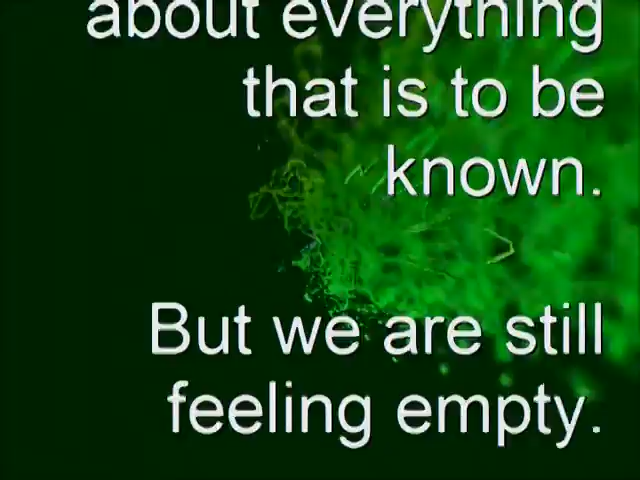 about everything
that is to be
known.
But we are still
feeling empty.